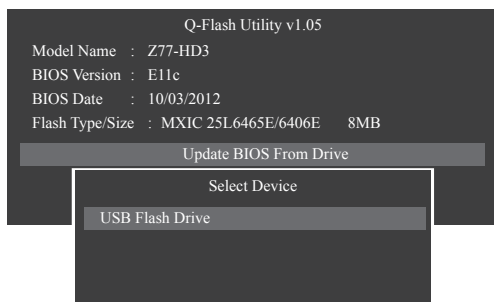 Q-Flash Utility v1.05
Model Name : Z77-HD3
BIOS Version : E11c
BIOS Date : 10/03/2012
Flash Type/Size : MXIC 25L6465E/6406E 8MB
Update BIOS From Drive
Select Device
USB Flash Drive